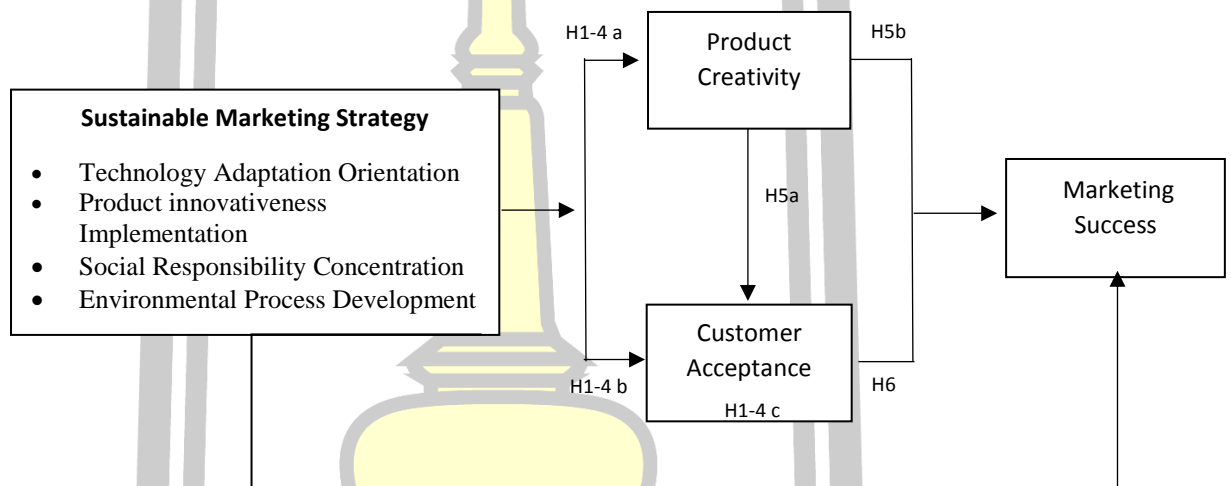 Sustainable Marketing Strategy
• Technology Adaptation Orientation
• Product innovativeness
Implementation
• Social Responsibility Concentration
• Environmental Process Development
H1-4 a
H1-4 b
Product
Creativity
H5a
Customer
Acceptance
H1-4 c
H5b
H6
Marketing
Success